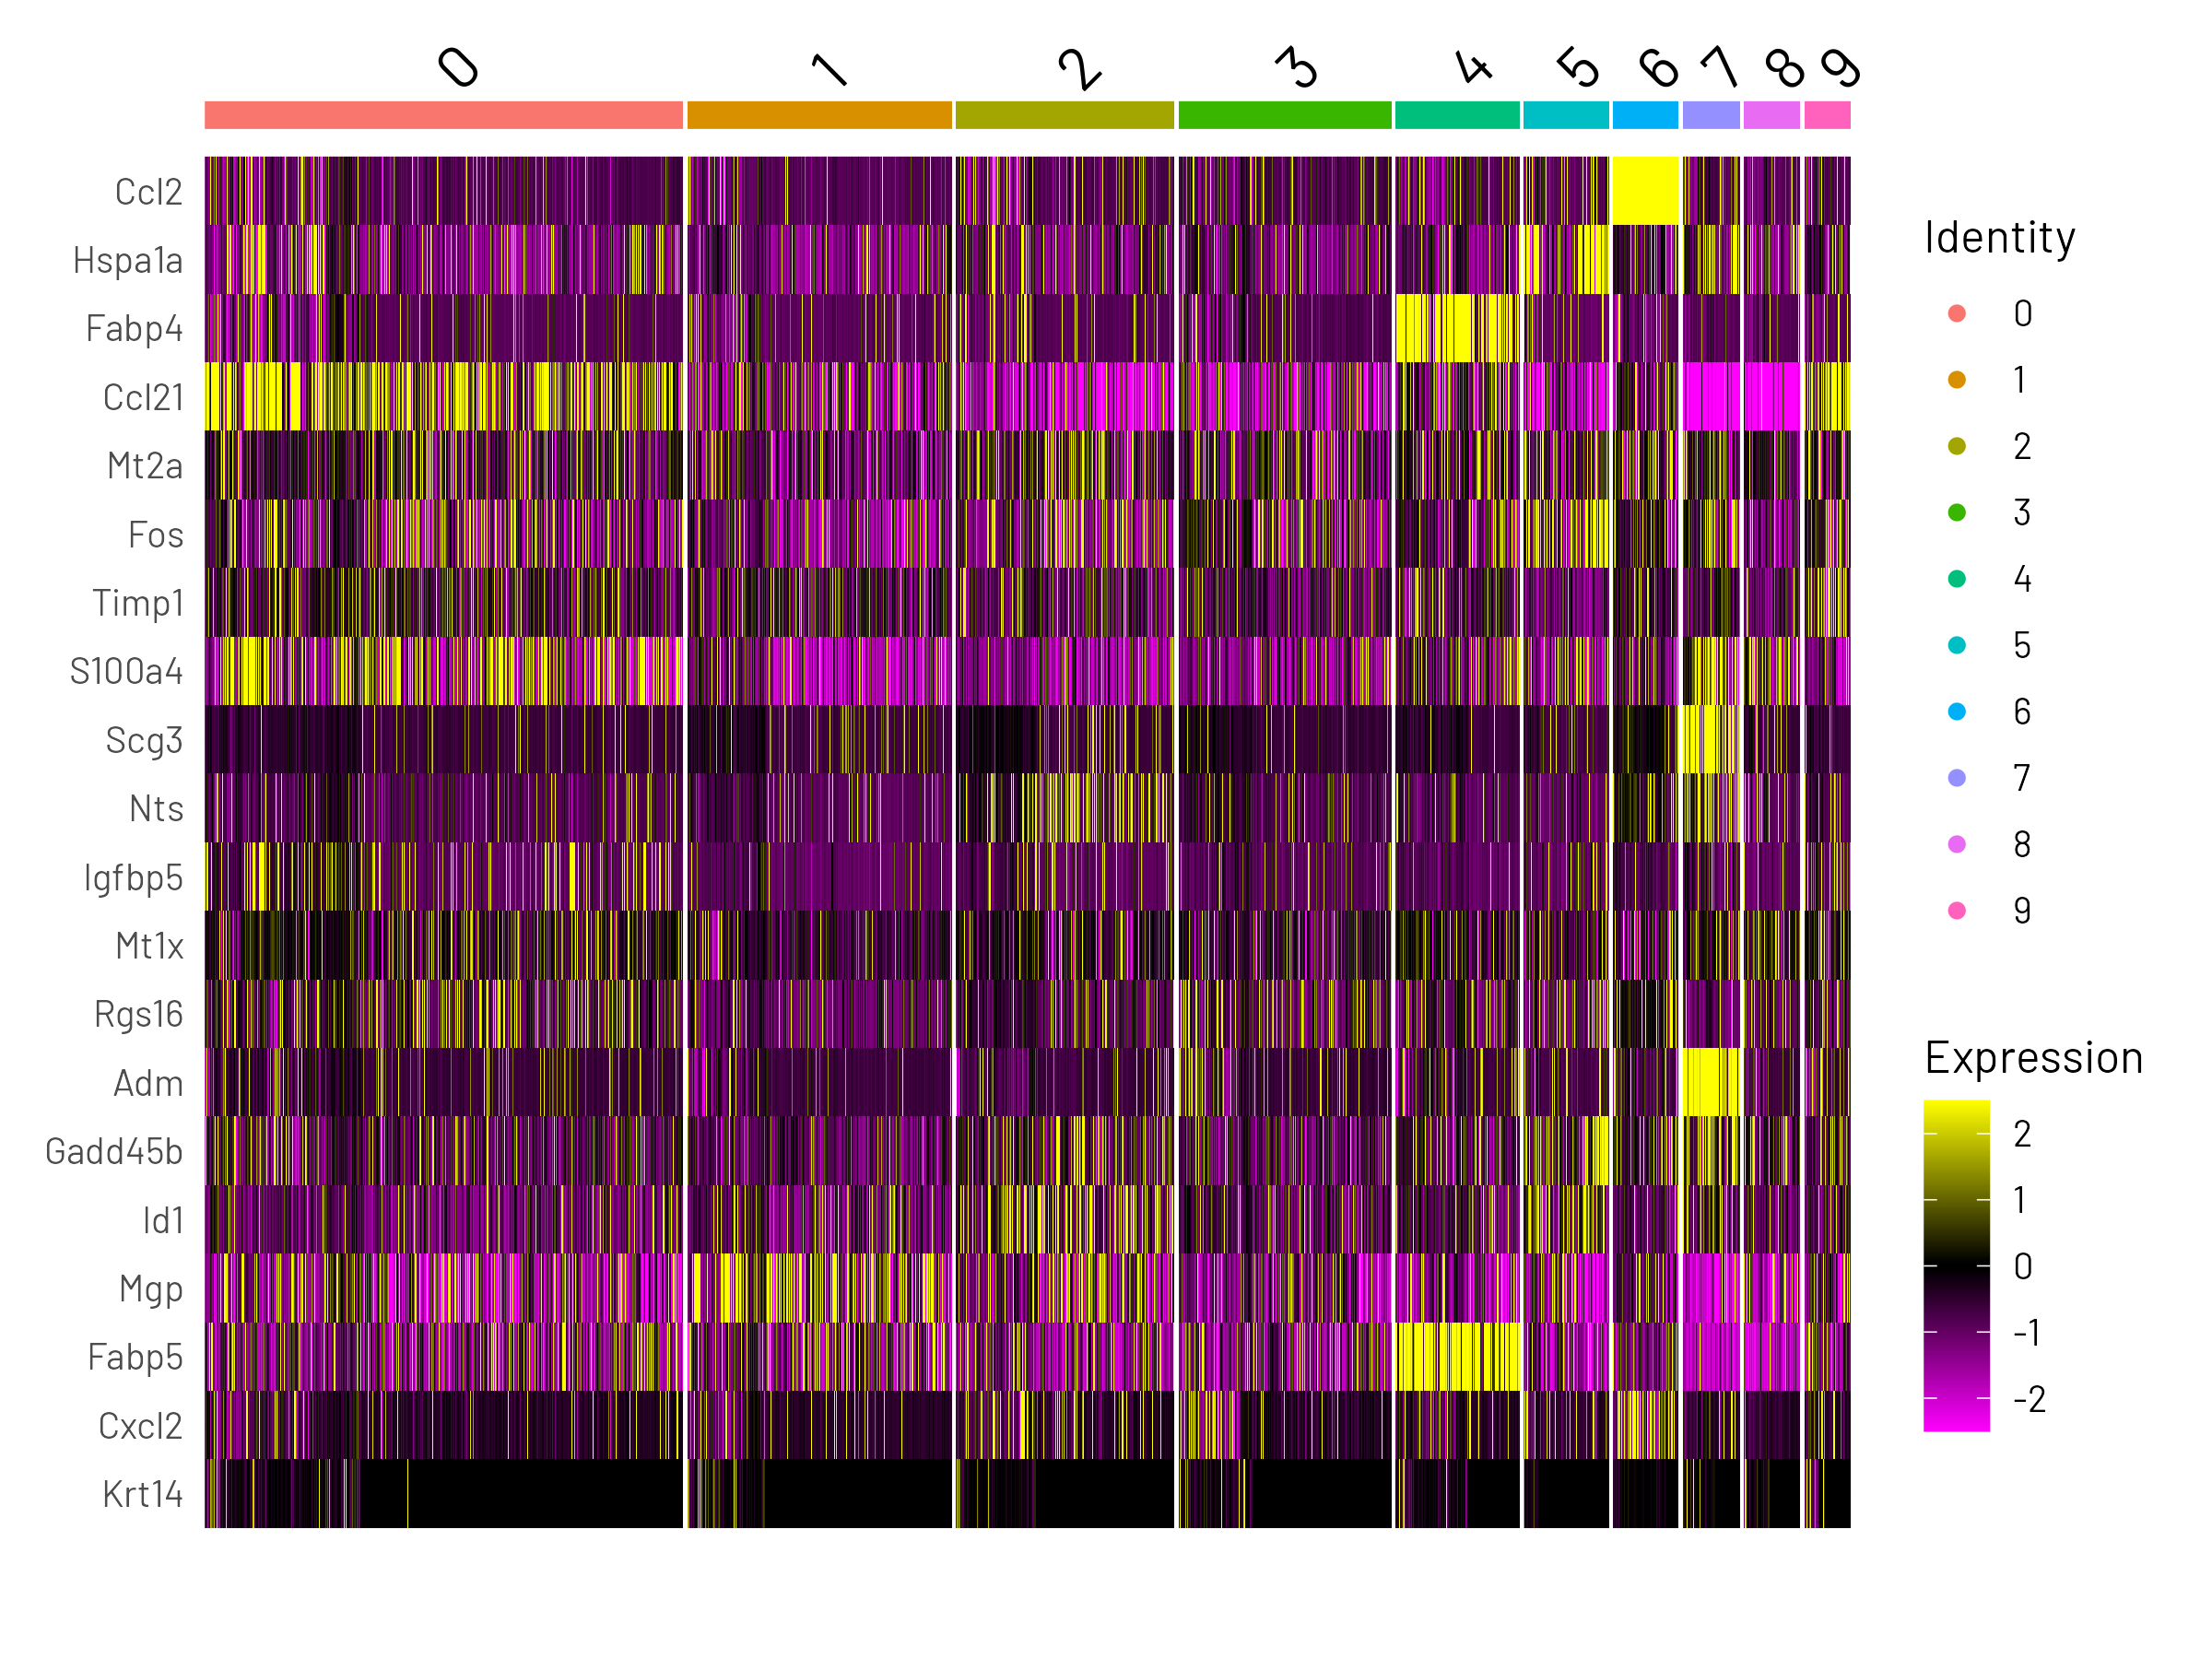 0 1 2 3 4 5 6 7 8 9
Ccl2
Hspa1a
Fabp4
Ccl21
Mt2a
Fos
Timp1
S100a4
Scg3
Nts
Igfbp5
Mt1x
Rgs16
Adm
Gadd45b
Id1
Mgp
Fabp5
Cxcl2
Krt14
Identity
0
1
2
3
4
5
6
7
8
9
Expression
2
1
0
-1
-2